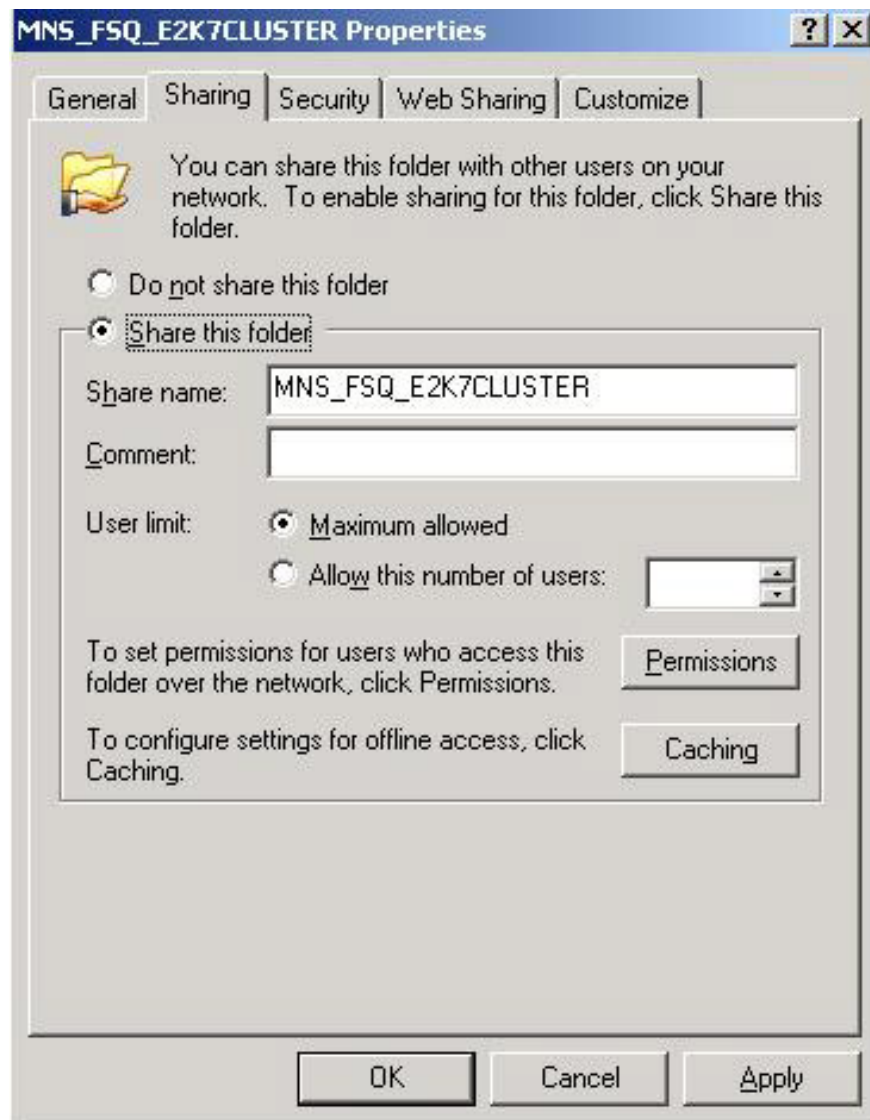 MNS_FSQ_E2K7CLUSTER Properties
General Sharing Security Web Sharing Customize
You can share this folder with other users on your
network. To enable sharing for this folder, click Share this
folder.
Do not share this folder
Share this folder
Share name: MNS_FSQ_E2K7CLUSTER
Comment:
User limit: Maximum allowed
Allow this number of users:
To set permissions for users who access this
folder over the network, click Permissions.
Permissions
To configure settings for offline access, click
Caching.
Caching
OK Cancel Apply